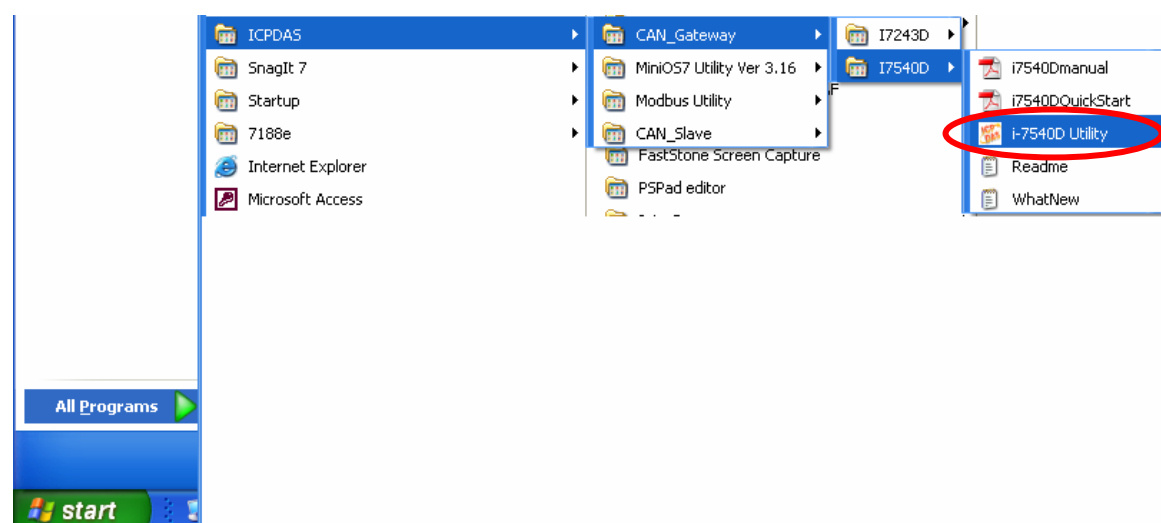 ICPDAS
SnagIt 7
Startup
7188e
Internet Explorer
Microsoft Access
CAN_Gateway
MiniOS7 Utility Ver 3.16
Modbus Utility
CAN_Slave
FastStone Screen Capture
PSPad editor
I7243D
I7540D
i7540Dmanual
i7540DQuickStart
i-7540D Utility
Readme
WhatNew
All Programs
start